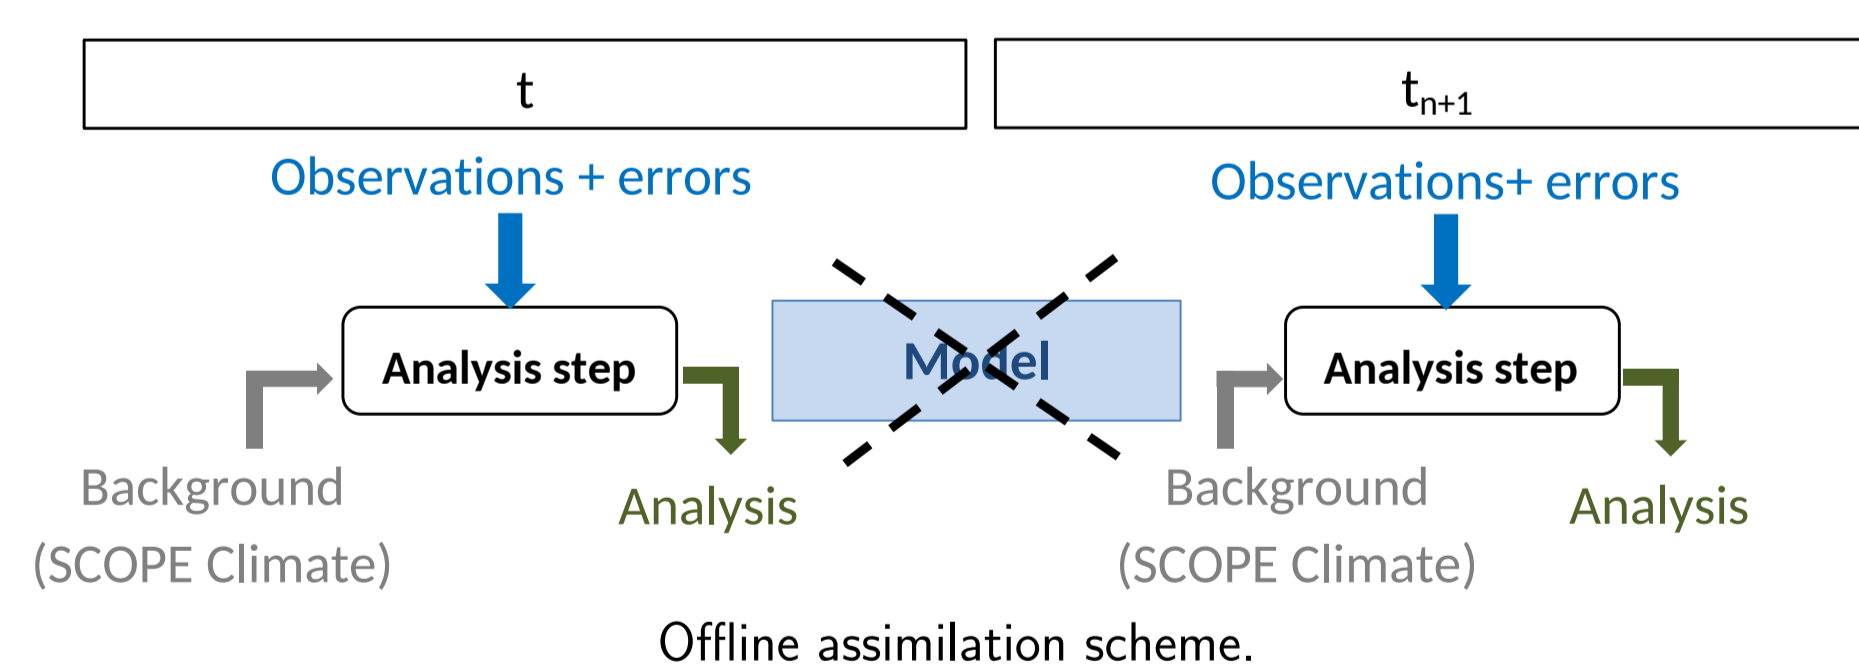 t
t_{n+1}
Observations + errors
Observations+ errors
Analysis step
Model
Analysis step
Background
(SCOPE Climate)
Analysis
Background
(SCOPE Climate)
Analysis
Offline assimilation scheme.